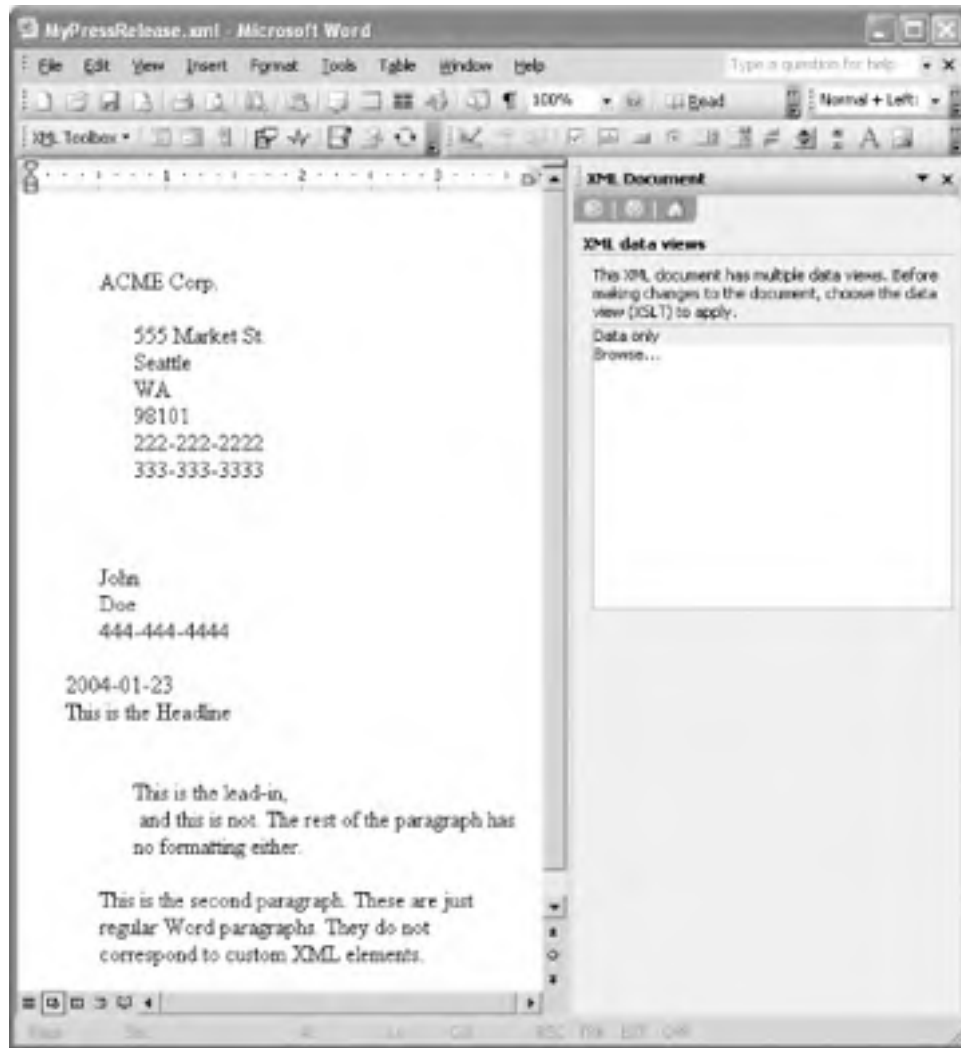 MyPressRelease.xml - Microsoft Word
File Edit View Insert Format Tools Table Window Help
Type a question for help
100% Read Normal + Left:
XML Toolbox
1 2 3
XML Document
XML data views
This XML document has multiple data views. Before
making changes to the document, choose the data
view (XSLT) to apply.
Data only
Browse...
ACME Corp.
555 Market St.
Seattle
WA
98101
222-222-2222
333-333-3333
John
Doe
444-444-4444
2004-01-23
This is the Headline
This is the lead-in,
and this is not. The rest of the paragraph has
no formatting either.
This is the second paragraph. These are just
regular Word paragraphs. They do not
correspond to custom XML elements.